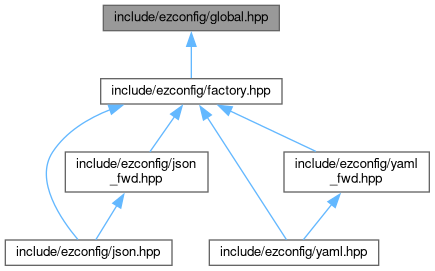 include/ezconfig/global.hpp
include/ezconfig/factory.hpp
include/ezconfig/json
_fwd.hpp
include/ezconfig/yaml
_fwd.hpp
include/ezconfig/json.hpp
include/ezconfig/yaml.hpp